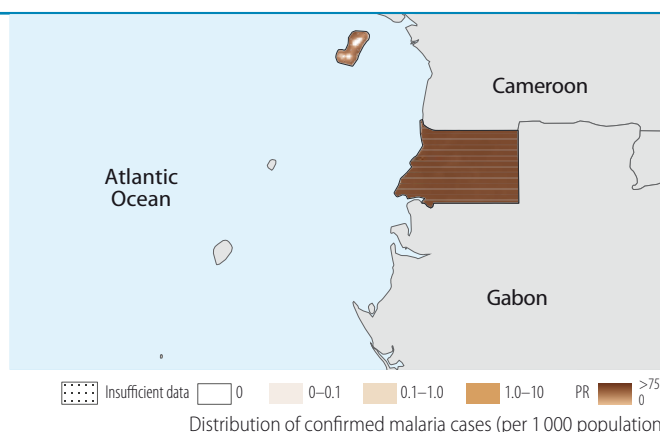 Cameroon
Atlantic
Ocean
Gabon
Insufficient data 0 0–0.1 0.1–1.0 1.0–10 PR >75
0
Distribution of confirmed malaria cases (per 1 000 population